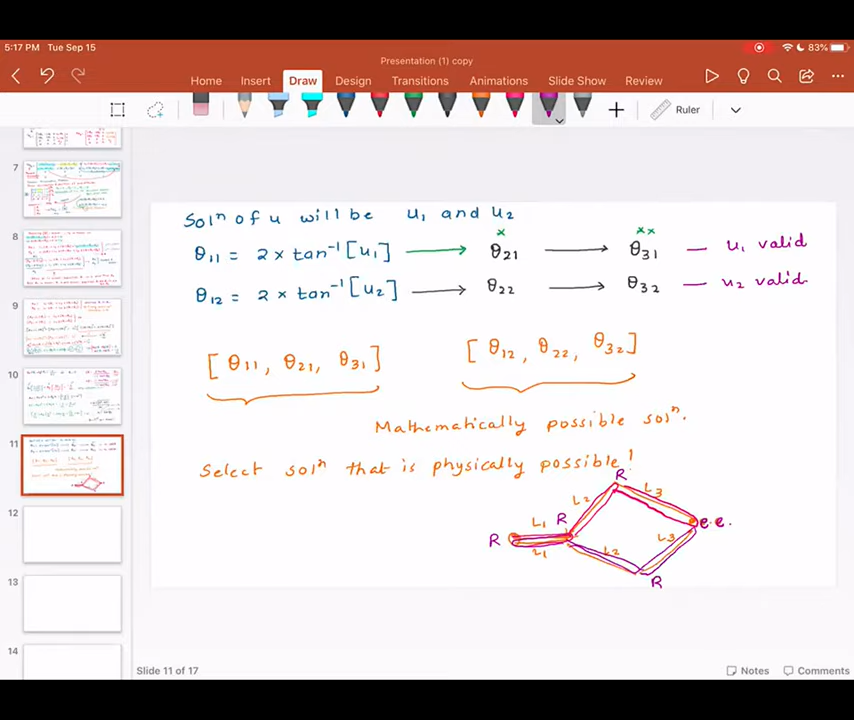 5:17 PM Tue Sep 15 83%
Presentation (1) copy
Home Insert Draw Design Transitions Animations Slide Show Review
Ruler
7
8
9
10
11
12
13
14
Solⁿ of u will be u₁ and u₂
* **
θ₁₁ = 2 × tan⁻¹[u₁] → θ₂₁ → θ₃₁ — u₁ valid
θ₁₂ = 2 × tan⁻¹[u₂] → θ₂₂ → θ₃₂ — u₂ valid
[θ₁₁, θ₂₁, θ₃₁] [θ₁₂, θ₂₂, θ₃₂]
Mathematically possible solⁿ.
Select solⁿ that is physically possible!
R
L₂ L₃
R L₁ R e.e.
L₁ L₂ L₃
R
Slide 11 of 17 Notes Comments